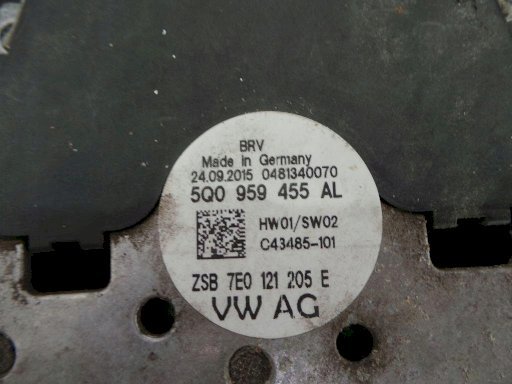 BRV
Made in Germany
24.09.2015 0481340070
5Q0 959 455 AL
HW01/SW02
C43485-101
ZSB 7E0 121 205 E
VW AG